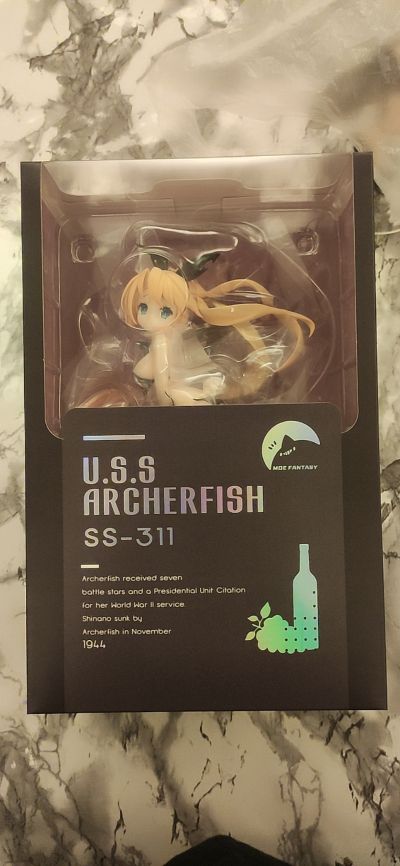 MOE FANTASY
U.S.S
ARCHERFISH
SS-311
Archerfish received seven
battle stars and a Presidential Unit Citation
for her World War II service.
Shinano sunk by
Archerfish in November
1944